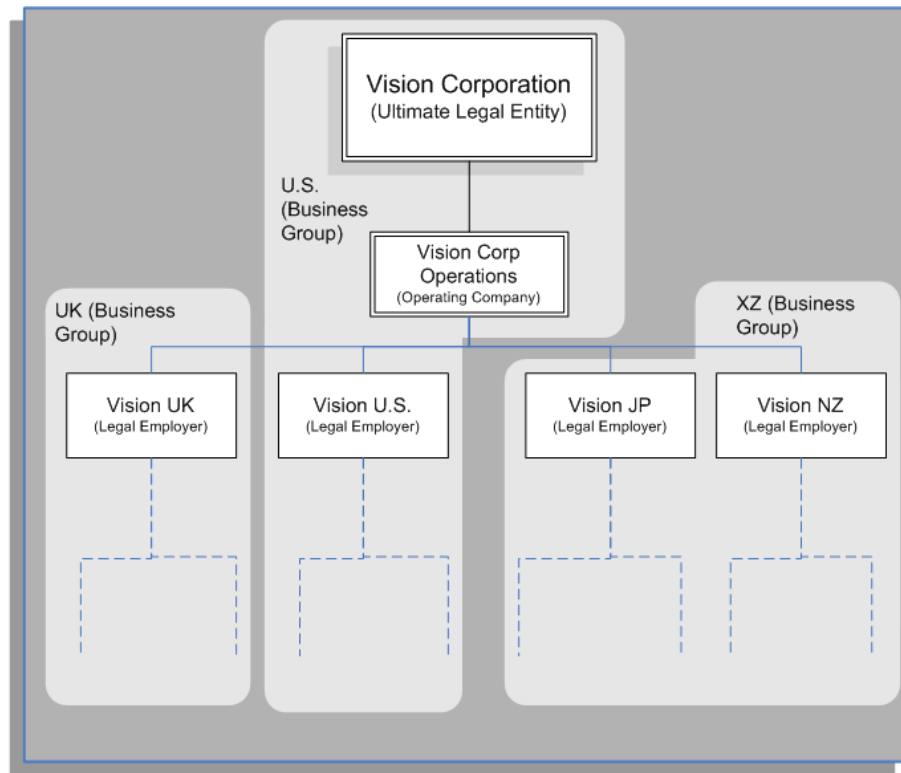 Vision Corporation
(Ultimate Legal Entity)
U.S.
(Business
Group)
Vision Corp
Operations
(Operating Company)
UK (Business
Group)
XZ (Business
Group)
Vision UK
(Legal Employer)
Vision U.S.
(Legal Employer)
Vision JP
(Legal Employer)
Vision NZ
(Legal Employer)